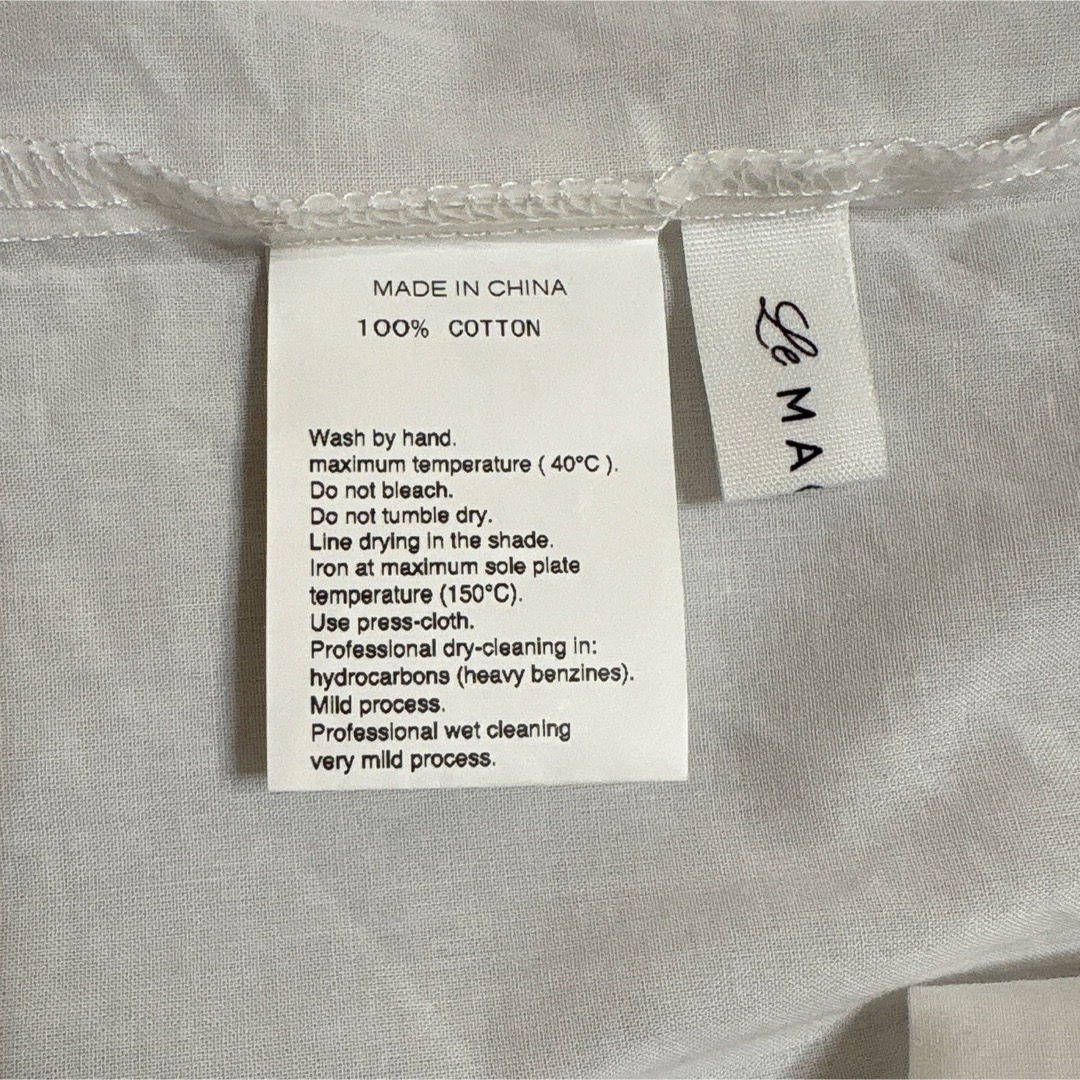 MADE IN CHINA
100% COTTON
Wash by hand.
maximum temperature ( 40°C ).
Do not bleach.
Do not tumble dry.
Line drying in the shade.
Iron at maximum sole plate
temperature (150°C).
Use press-cloth.
Professional dry-cleaning in:
hydrocarbons (heavy benzines).
Mild process.
Professional wet cleaning
very mild process.
Le MA